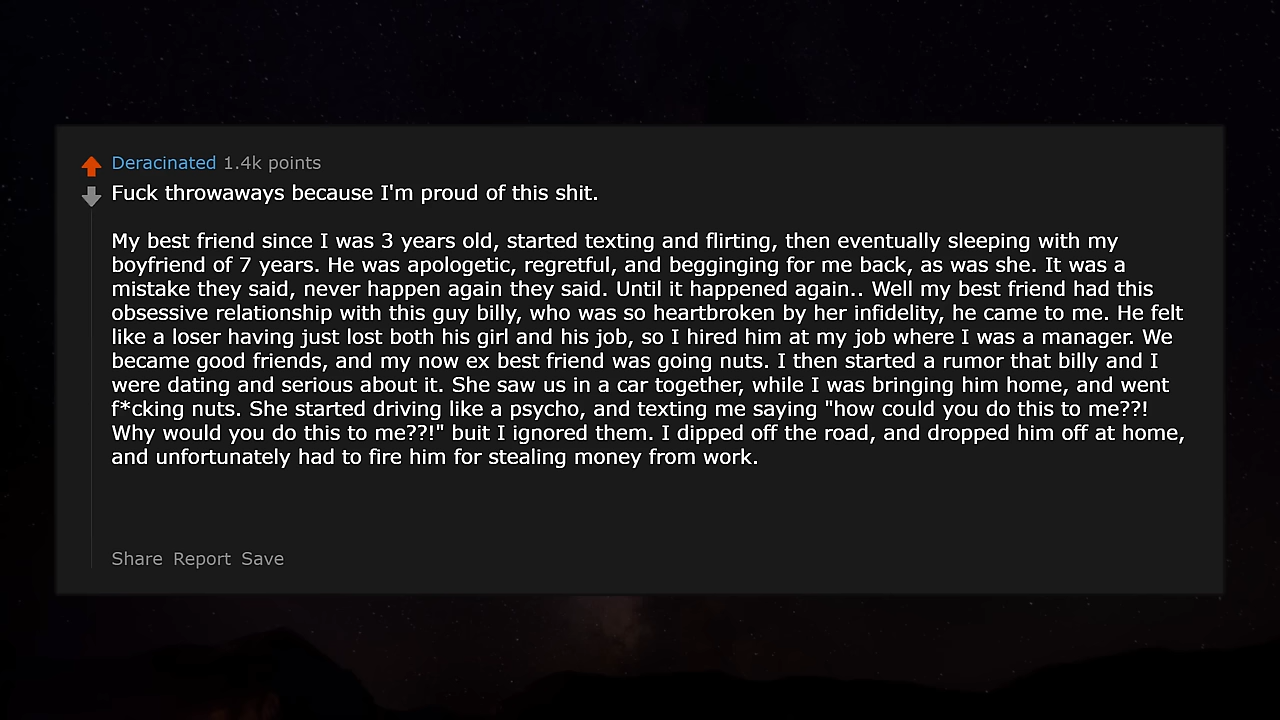 Deracinated 1.4k points
Fuck throwaways because I'm proud of this shit.
My best friend since I was 3 years old, started texting and flirting, then eventually sleeping with my
boyfriend of 7 years. He was apologetic, regretful, and begginging for me back, as was she. It was a
mistake they said, never happen again they said. Until it happened again.. Well my best friend had this
obsessive relationship with this guy billy, who was so heartbroken by her infidelity, he came to me. He felt
like a loser having just lost both his girl and his job, so I hired him at my job where I was a manager. We
became good friends, and my now ex best friend was going nuts. I then started a rumor that billy and I
were dating and serious about it. She saw us in a car together, while I was bringing him home, and went
f*cking nuts. She started driving like a psycho, and texting me saying "how could you do this to me??!
Why would you do this to me??!" buit I ignored them. I dipped off the road, and dropped him off at home,
and unfortunately had to fire him for stealing money from work.
Share Report Save